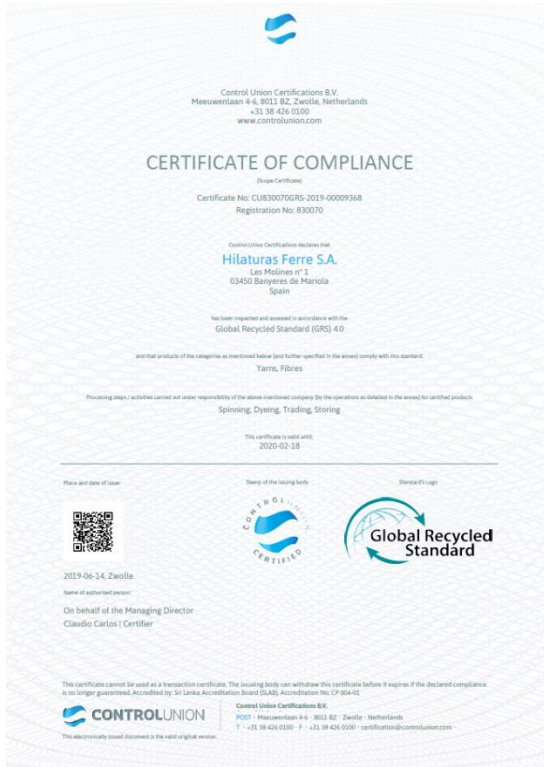 Control Union Certifications B.V.
Meeuwenlaan 4-6, 8011 BZ, Zwolle, Netherlands
+31 38 426 0100
www.controlunion.com
CERTIFICATE OF COMPLIANCE
(Scope Certificate)
Certificate No: CU830070GRS-2019-00009368
Registration No: 830070
Control Union Certifications declares that
Hilaturas Ferre S.A.
Les Molines nº 1
03450 Banyeres de Mariola
Spain
has been inspected and assessed in accordance with the
Global Recycled Standard (GRS) 4.0
and that products of the categories as mentioned below (and further specified in the annex) comply with this standard:
Yarns, Fibres
Processing steps / activities carried out under responsibility of the above mentioned company (by the operations as detailed in the annex) for certified products
Spinning, Dyeing, Trading, Storing
This certificate is valid until:
2020-02-18
Place and date of issue:
Stamp of the issuing body
Standard's Logo
CONTROLUNION
CERTIFIED
Global Recycled
Standard
2019-06-14, Zwolle
Name of authorised person:
On behalf of the Managing Director
Claudio Carlos | Certifier
This certificate cannot be used as a transaction certificate. The issuing body can withdraw this certificate before it expires if the declared compliance
is no longer guaranteed. Accredited by: Sri Lanka Accreditation Board (SLAB), Accreditation No: CP 004-01
CONTROLUNION
Control Union Certifications B.V.
POST - Meeuwenlaan 4-6 - 8011 BZ - Zwolle - Netherlands
T - +31 38 426 0100 - F - +31 38 426 0100 - certification@controlunion.com -
This electronically issued document is the valid original version.